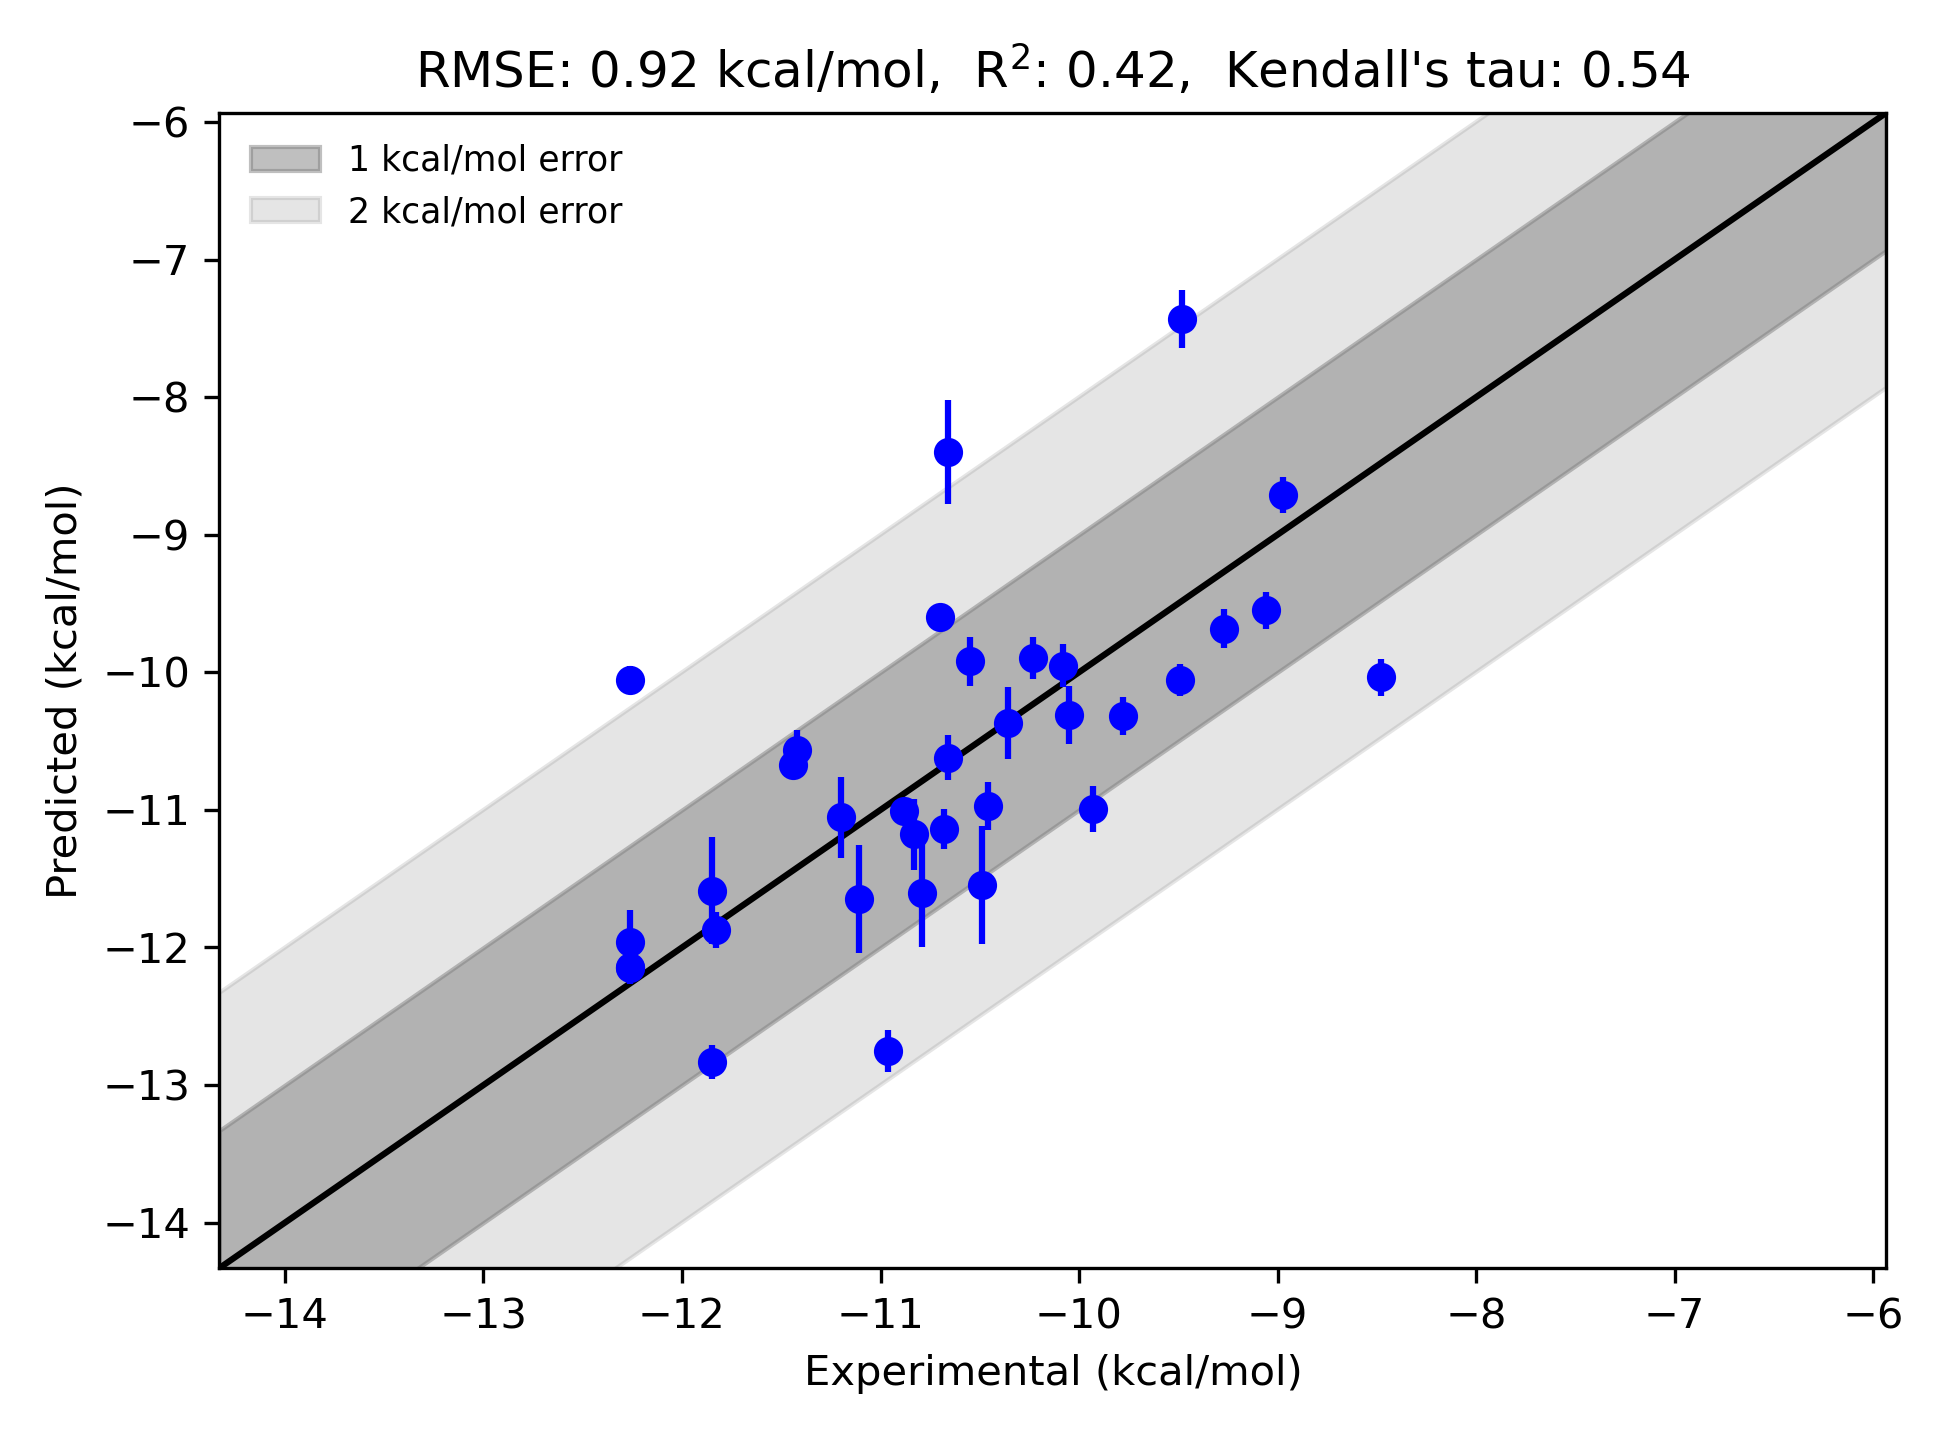 RMSE: 0.92 kcal/mol, R²: 0.42, Kendall's tau: 0.54
1 kcal/mol error
2 kcal/mol error
−6
−7
−8
−9
−10
−11
−12
−13
−14
Predicted (kcal/mol)
−14 −13 −12 −11 −10 −9 −8 −7 −6
Experimental (kcal/mol)